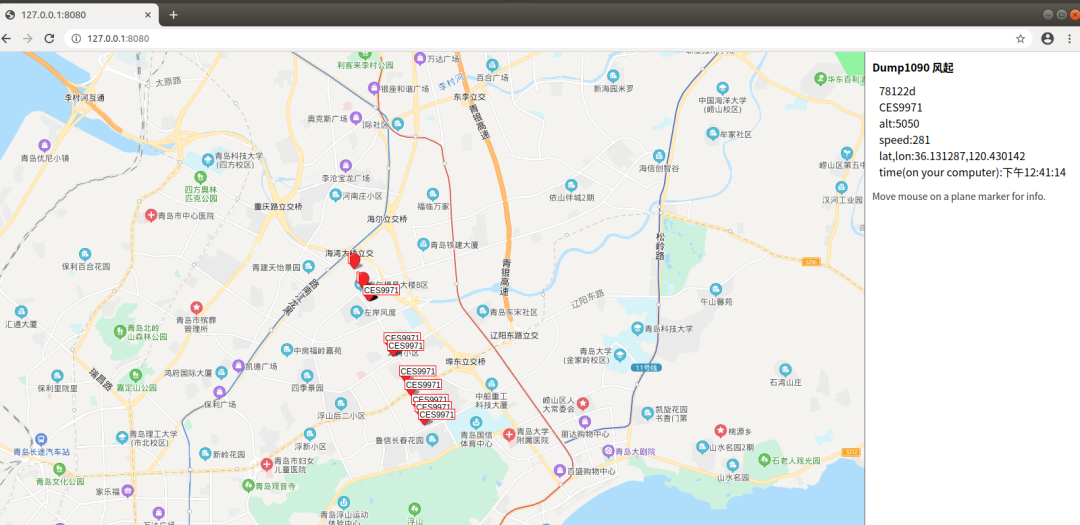 127.0.0.1:8080
127.0.0.1:8080
利客来李村公园
万达广场
百合广场
李村河
太原路
李村河互通
银座和谐广场
东李立交
新海园米罗
中国海洋大学
(崂山校区)
青银高速
奥克斯广场
国际社区
牟家社区
青岛优尼小镇
青岛科技大学
(四方校区)
李沧宝龙广场
海信创智谷
崂山区第五中
四方奥林
匹克公园
河南庄小区
福临万家
依山伴城2期
汉河工业园
重庆路立交桥
青岛市中心医院
海尔立交桥
松岭路
青岛铁建大厦
海湾大桥立交
保利百合花园
青建天怡景园
青银高速
S296
CES9971
大楼B区
午山馨苑
辽阳东路
汇通大厦
青岛市殡葬
管理所
左岸风度
青岛车宋社区
青岛北岭
山森林公园
CES9971
CES9971
小区
辽阳东路立交
青岛科技大学
中房福岭嘉苑
埠东立交桥
青岛大学
(金家岭校区)
11号线
瑞昌路
嘉定山公园
鸿府国际大厦
凯德广场
CES9971
CES9971
保利里院里
四季景园
中船重工
科技大厦
石湾山庄
保利广场
浮山后二小区
CES9971
CES9971
CES9971
崂山区人
大常委会
凯旋花园
书香门第
青岛理工大学
(市北校区)
浮新小区
鲁信长春花园
青岛国信
体育中心
青岛大学
附属医院
丽达购物中心
桃源乡
青岛长途汽车站
新岭花园
青岛大剧院
山水名园2期
S212
青岛市妇女
儿童医院
百盛购物中心
山水名园
石老人观光园
青岛文化公园
家乐福
青岛观音寺
青岛浮山运动
体验中心
浮山
万达广场
Dump1090 风起
78122d
CES9971
alt:5050
speed:281
lat,lon:36.131287,120.430142
time(on your computer):下午12:41:14
Move mouse on a plane marker for info.